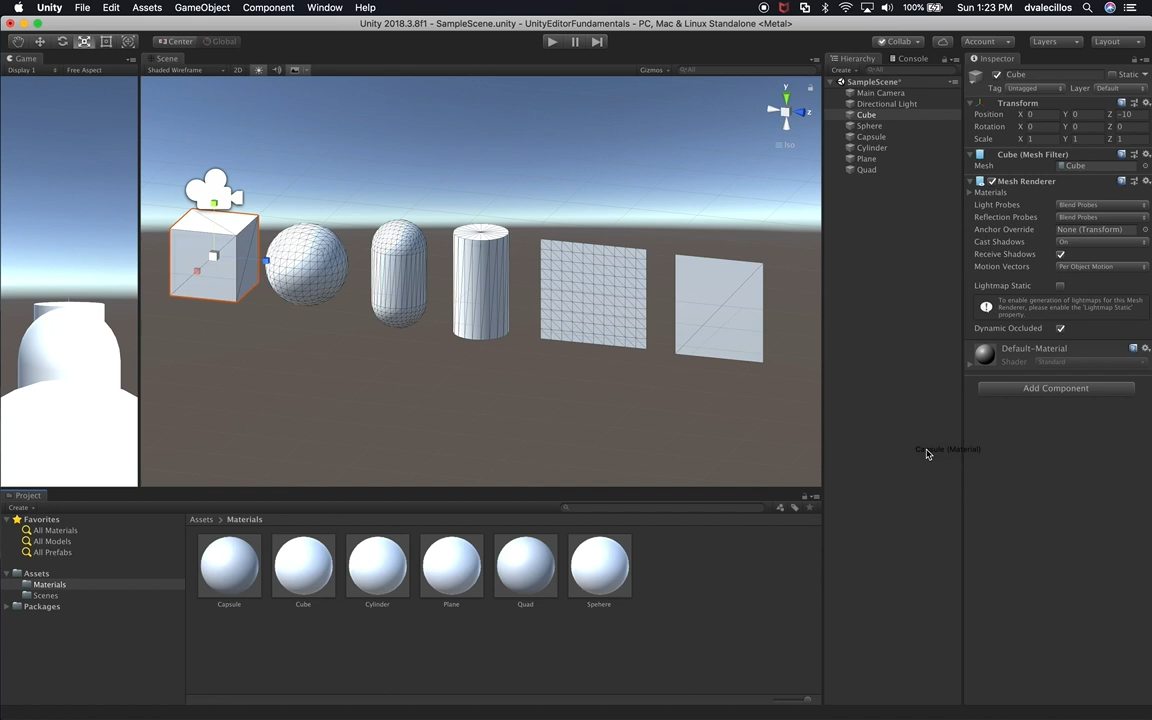 Unity File Edit Assets GameObject Component Window Help 100% Sun 1:23 PM dvalecillos
Unity 2018.3.8f1 - SampleScene.unity - UnityEditorFundamentals - PC, Mac & Linux Standalone <Metal>
Center Global Collab Account Layers Layout
Game Scene Hierarchy Console Inspector
Display 1 Free Aspect Shaded Wireframe 2D Gizmos All Create All
Cube Static
Tag Untagged Layer Default
SampleScene*
Main Camera
Directional Light
Cube
Sphere
Capsule
Cylinder
Plane
Quad
y
z
Transform
Position X 0 Y 0 Z -10
Rotation X 0 Y 0 Z 0
Scale X 1 Y 1 Z 1
Cube (Mesh Filter)
Mesh Cube
Mesh Renderer
Materials
Light Probes Blend Probes
Reflection Probes Blend Probes
Anchor Override None (Transform)
Cast Shadows On
Receive Shadows
Motion Vectors Per Object Motion
Lightmap Static
To enable generation of lightmaps for this Mesh
Renderer, please enable the 'Lightmap Static'
property.
Dynamic Occluded
Default-Material
Shader Standard
Add Component
Capsule (Material)
Project
Create
Favorites
All Materials
All Models
All Prefabs
Assets
Materials
Scenes
Packages
Assets > Materials
Capsule Cube Cylinder Plane Quad Spehere